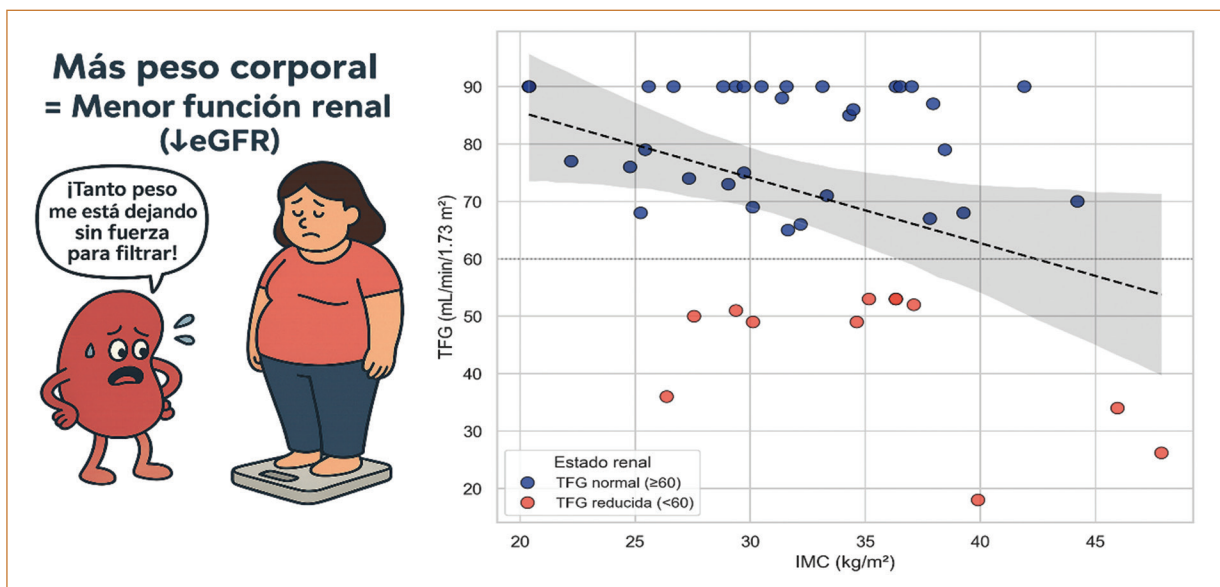 Más peso corporal
= Menor función renal
(↓eGFR)
¡Tanto peso
me está dejando
sin fuerza
para filtrar!
TFG (mL/min/1.73 m²)
90
80
70
60
50
40
30
20
Estado renal
TFG normal (≥60)
TFG reducida (<60)
20
25
30
35
40
45
IMC (kg/m²)